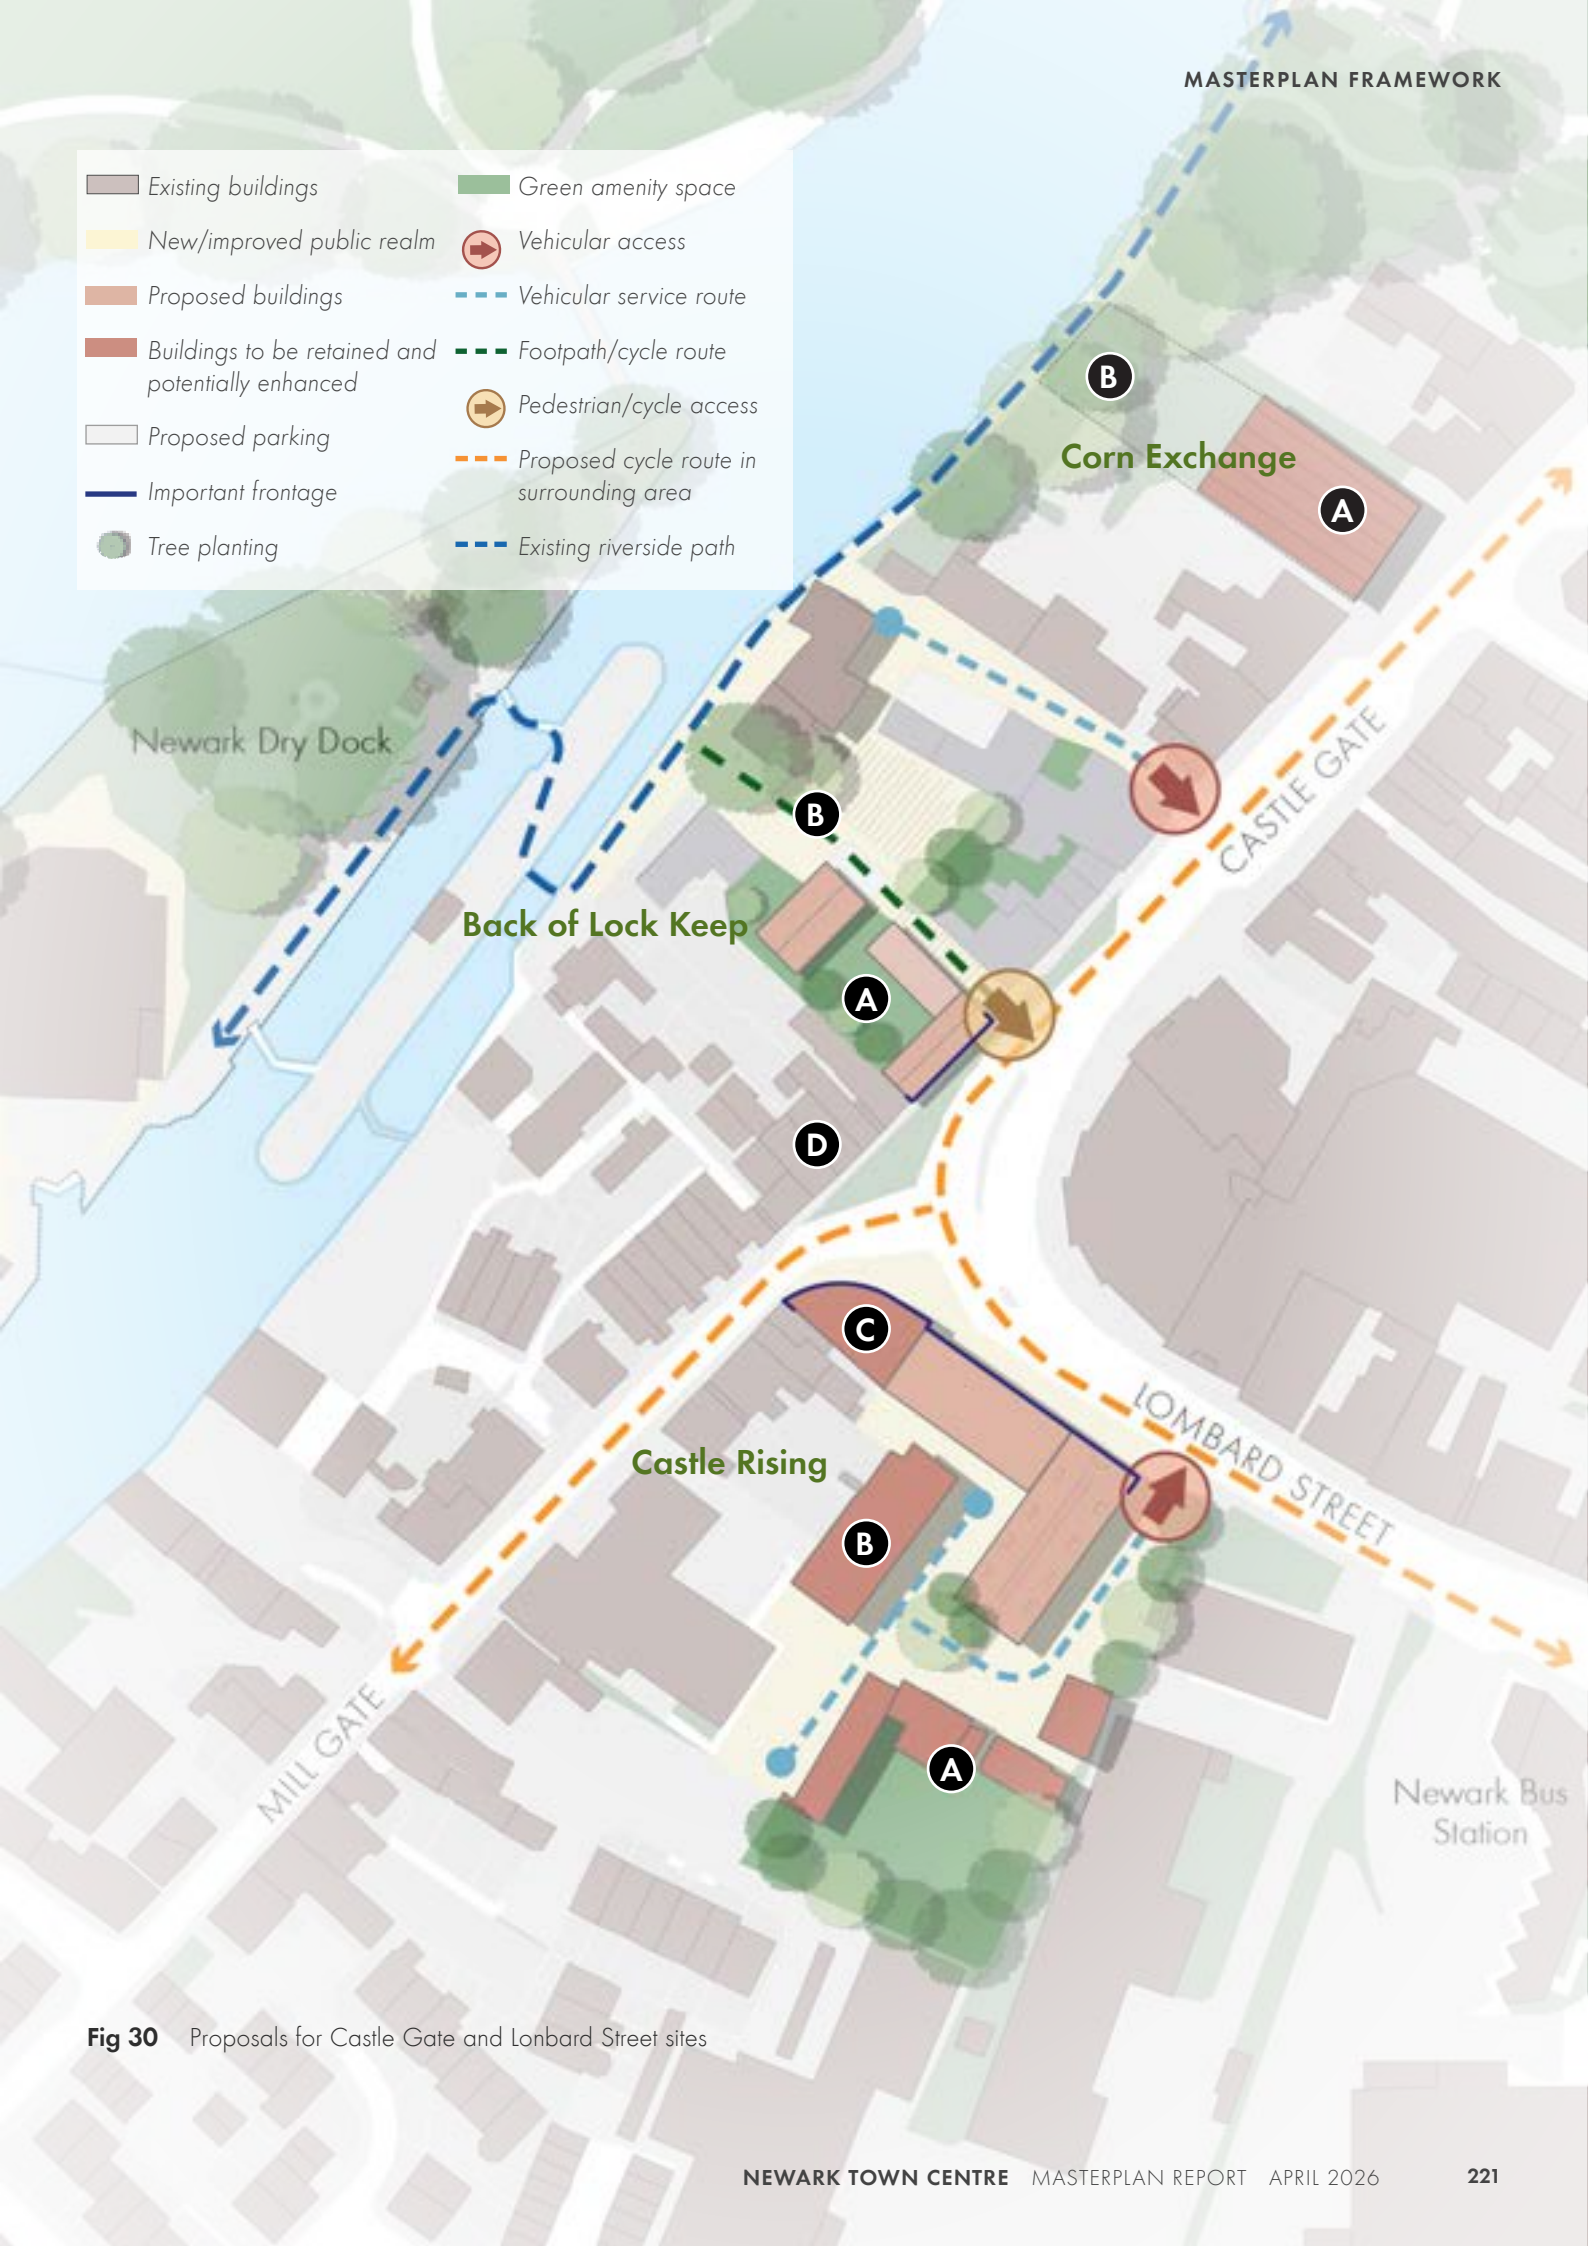 MASTERPLAN FRAMEWORK
Existing buildings
New/improved public realm
Proposed buildings
Buildings to be retained and
potentially enhanced
Proposed parking
Important frontage
Tree planting
Green amenity space
Vehicular access
Vehicular service route
Footpath/cycle route
Pedestrian/cycle access
Proposed cycle route in
surrounding area
Existing riverside path
B
Corn Exchange
A
Newark Dry Dock
CASTLE GATE
B
Back of Lock Keep
A
D
C
LOMBARD STREET
Castle Rising
B
MILL GATE
A
Newark Bus
Station
Fig 30 Proposals for Castle Gate and Lonbard Street sites
NEWARK TOWN CENTRE MASTERPLAN REPORT APRIL 2026 221